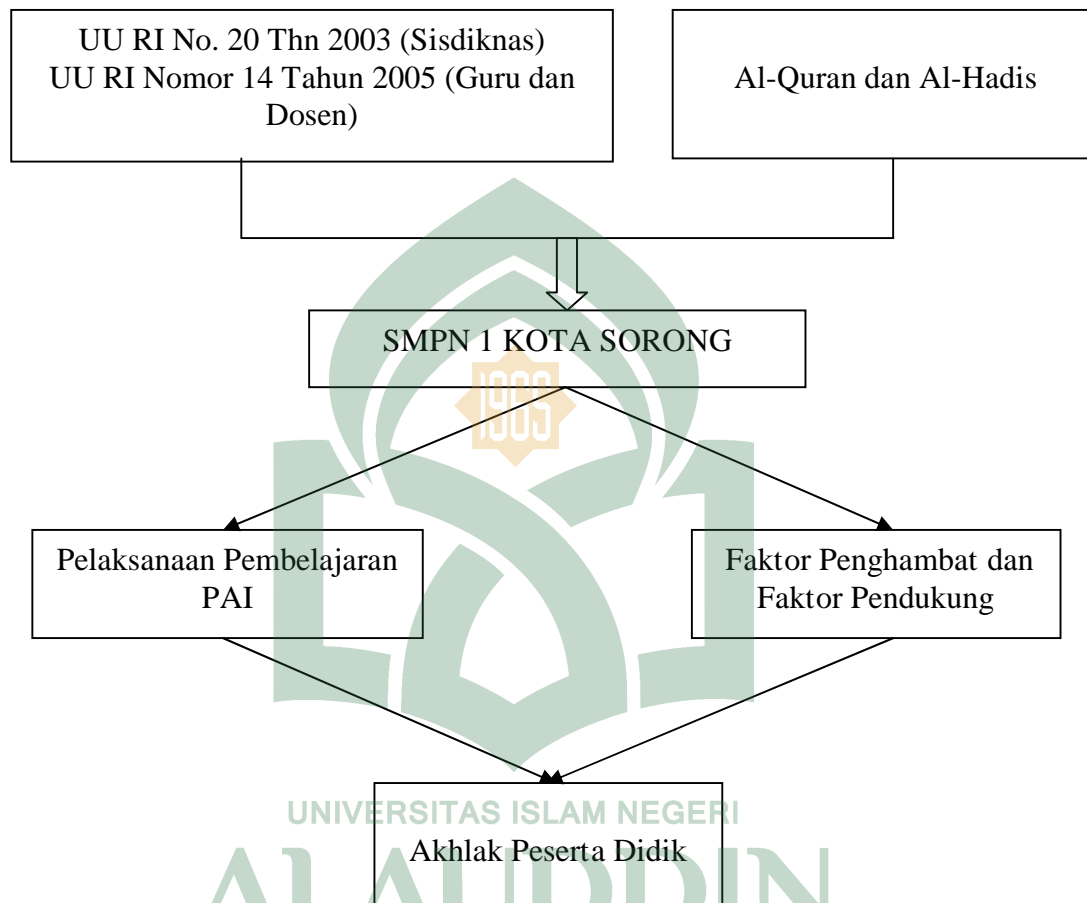 UU RI No. 20 Thn 2003 (Sisdiknas)
UU RI Nomor 14 Tahun 2005 (Guru dan
Dosen)
Al-Quran dan Al-Hadis
SMPN 1 KOTA SORONG
1965
Pelaksanaan Pembelajaran
PAI
Faktor Penghambat dan
Faktor Pendukung
UNIVERSITAS ISLAM NEGERI
Akhlak Peserta Didik
ALAUDDIN